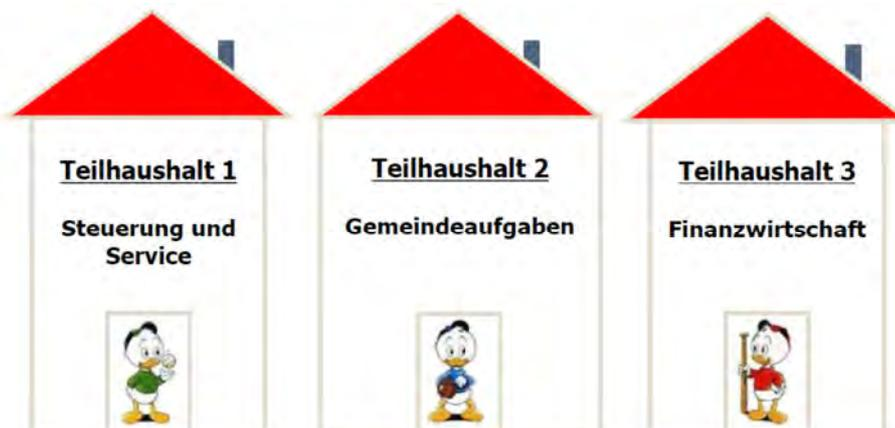 Teilhaushalt 1
Steuerung und
Service
Teilhaushalt 2
Gemeindeaufgaben
Teilhaushalt 3
Finanzwirtschaft